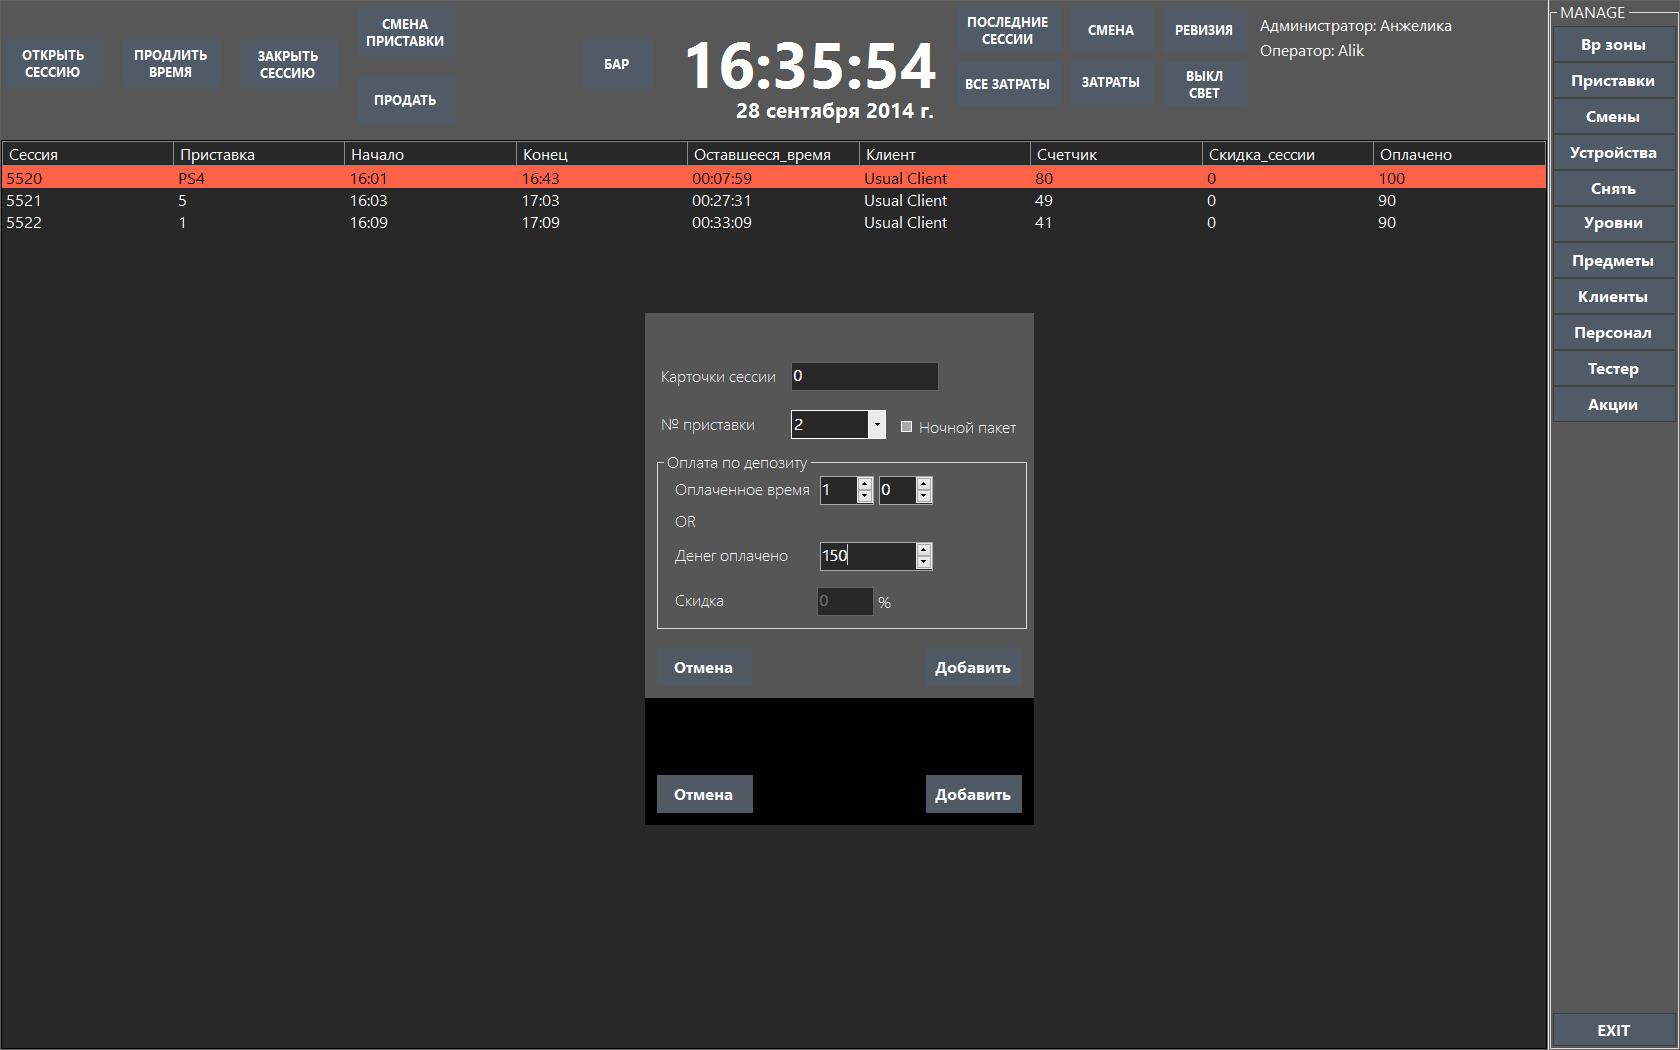 ОТКРЫТЬ
СЕССИЮ
ПРОДЛИТЬ
ВРЕМЯ
ЗАКРЫТЬ
СЕССИЮ
СМЕНА
ПРИСТАВКИ
ПРОДАТЬ
БАР
16:35:54
28 сентября 2014 г.
ПОСЛЕДНИЕ
СЕССИИ
СМЕНА
РЕВИЗИЯ
ВСЕ ЗАТРАТЫ
ЗАТРАТЫ
ВЫКЛ
СВЕТ
Администратор: Анжелика
Оператор: Alik
Сессия Приставка Начало Конец Оставшееся_время Клиент Счетчик Скидка_сессии Оплачено
5520 PS4 16:01 16:43 00:07:59 Usual Client 80 0 100
5521 5 16:03 17:03 00:27:31 Usual Client 49 0 90
5522 1 16:09 17:09 00:33:09 Usual Client 41 0 90
Карточки сессии 0
№ приставки 2 Ночной пакет
Оплата по депозиту
Оплаченное время 1 0
OR
Денег оплачено 150
Скидка 0 %
Отмена Добавить
Отмена Добавить
MANAGE
Вр зоны
Приставки
Смены
Устройства
Снять
Уровни
Предметы
Клиенты
Персонал
Тестер
Акции
EXIT